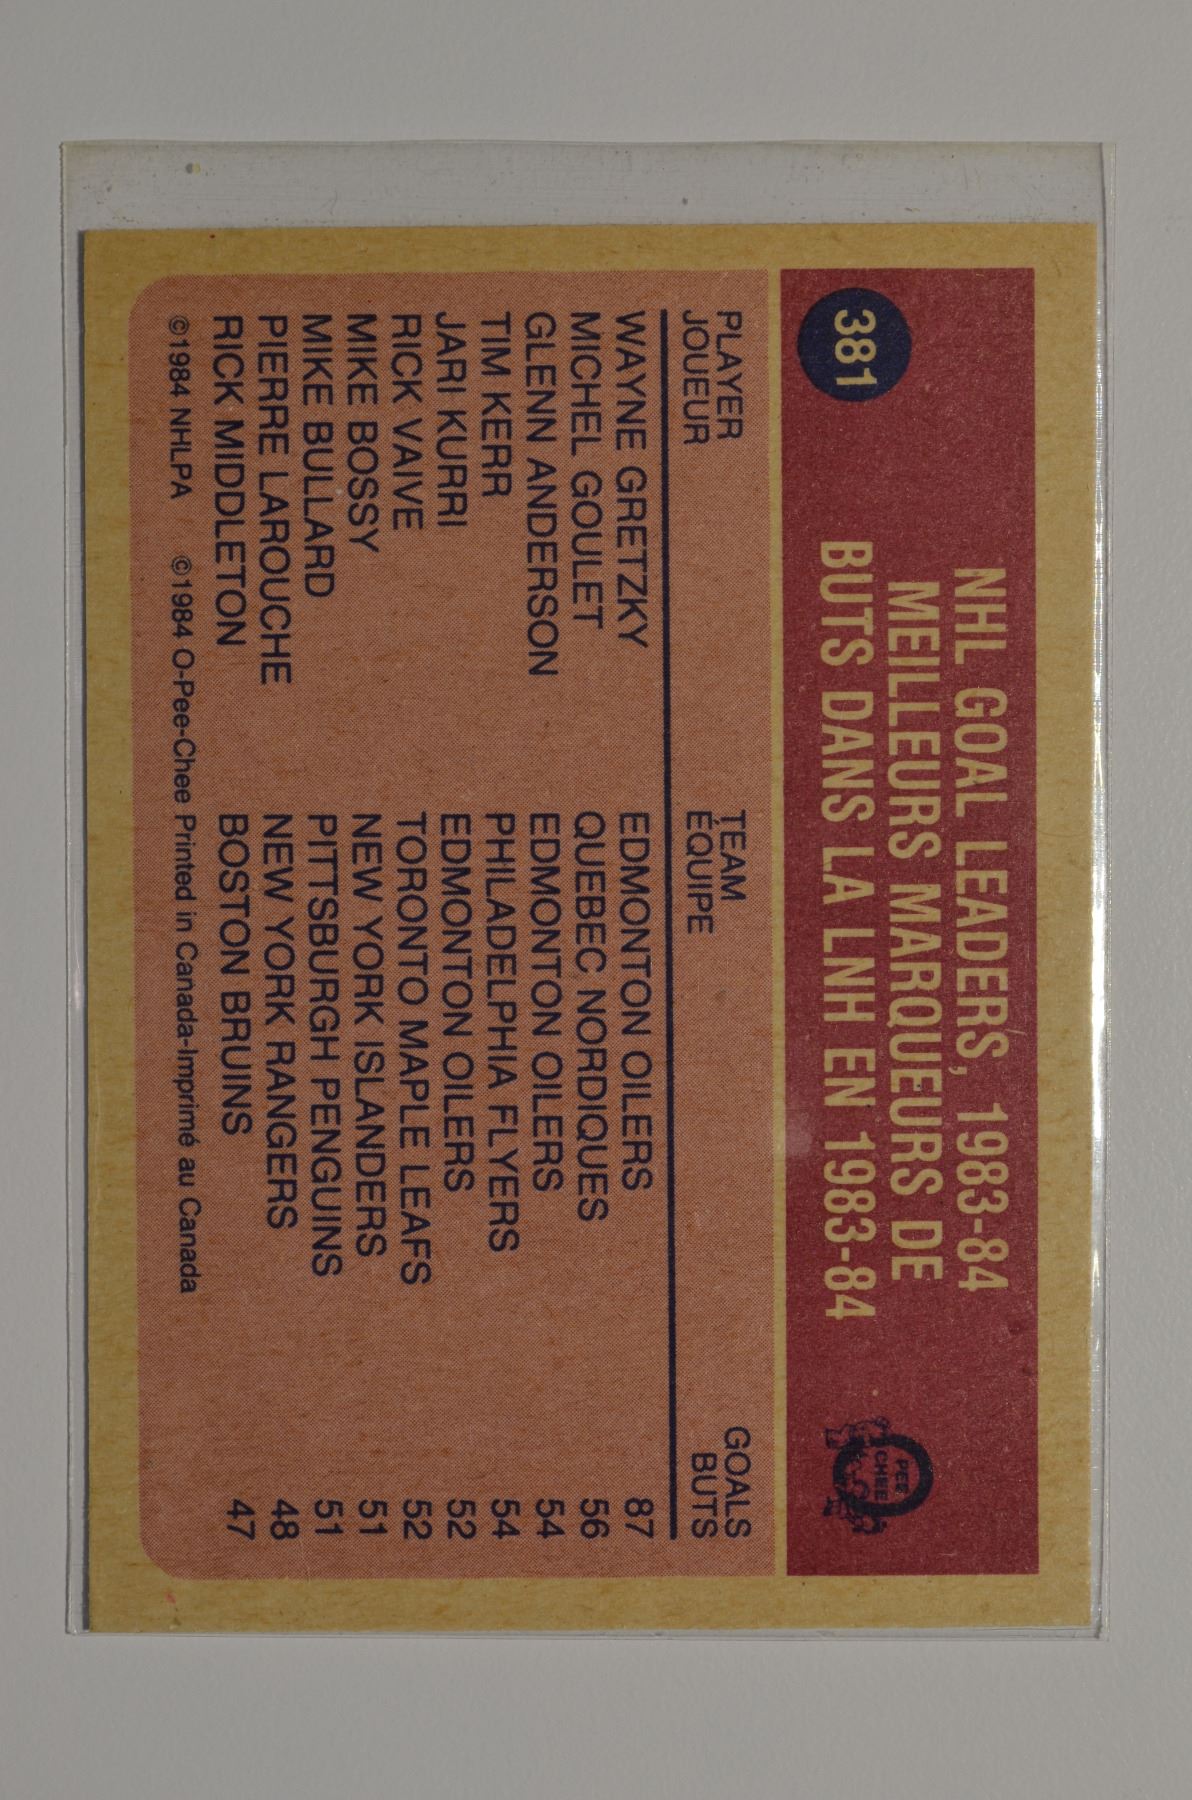 381
NHL GOAL LEADERS, 1983-84
MEILLEURS MARQUEURS DE
BUTS DANS LA LNH EN 1983-84
O
PEE
CHEE
PLAYER TEAM GOALS
JOUEUR ÉQUIPE BUTS
WAYNE GRETZKY EDMONTON OILERS 87
MICHEL GOULET QUEBEC NORDIQUES 56
GLENN ANDERSON EDMONTON OILERS 54
TIM KERR PHILADELPHIA FLYERS 54
JARI KURRI EDMONTON OILERS 52
RICK VAIVE TORONTO MAPLE LEAFS 52
MIKE BOSSY NEW YORK ISLANDERS 51
MIKE BULLARD PITTSBURGH PENGUINS 51
PIERRE LAROUCHE NEW YORK RANGERS 48
RICK MIDDLETON BOSTON BRUINS 47
©1984 NHLPA ©1984 O-Pee-Chee Printed in Canada-Imprimé au Canada